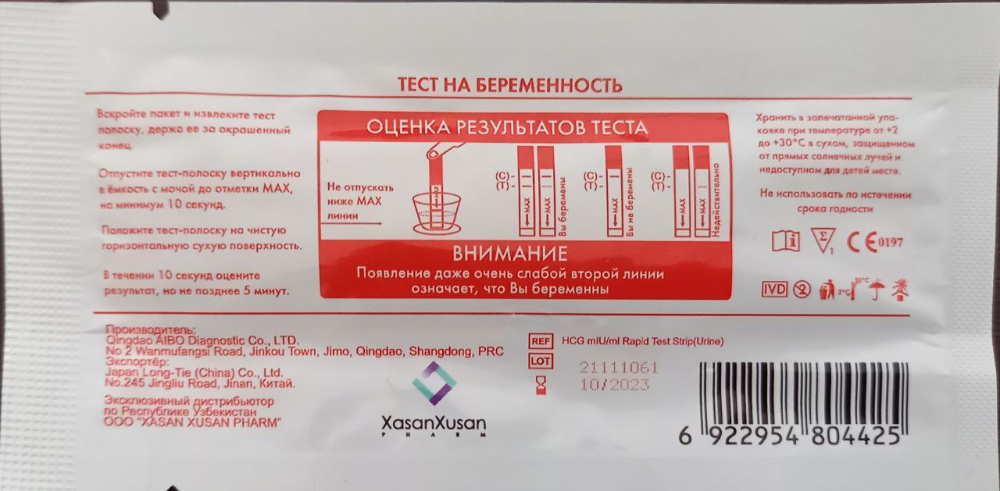 ТЕСТ НА БЕРЕМЕННОСТЬ
Вскройте пакет и извлеките тест
полоску, держа ее за окрашенный
конец.
Отпустите тест-полоску вертикально
в ёмкость с мочой до отметки MAX,
на минимум 10 секунд.
Положите тест-полоску на чистую
горизонтальную сухую поверхность.
В течении 10 секунд оцените
результат, но не позднее 5 минут.
ОЦЕНКА РЕЗУЛЬТАТОВ ТЕСТА
Не отпускать
ниже MAX
линии
(C)
(T)
MAX
MAX
Вы беремены
(C)
(T)
MAX
Вы не беремены
(C)
(T)
MAX
MAX
Недействительно
ВНИМАНИЕ
Появление даже очень слабой второй линии
означает, что Вы беременны
Хранить в запечатанной упа-
ковке при температуре от +2
до +30°C в сухом, защищенном
от прямых солнечных лучей и
недоступном для детей месте.
Не использовать по истечении
срока годности
i
Σ
1
CE 0197
IVD
2
2°C
30°C
Производитель:
Qingdao AIBO Diagnostic Co., LTD.
No 2 Wanmufangsi Road, Jinkou Town, Jimo, Qingdao, Shangdong, PRC
Экспортёр:
Japan Long-Tie (China) Co., Ltd.
No.245 Jingliu Road, Jinan, Китай.
Эксклюзивный дистрибьютор
по Республике Узбекистан
ООО "XASAN XUSAN PHARM"
XasanXusan
PHARM
REF HCG mIU/ml Rapid Test Strip(Urine)
LOT 21111061
10/2023
6 922954 804425